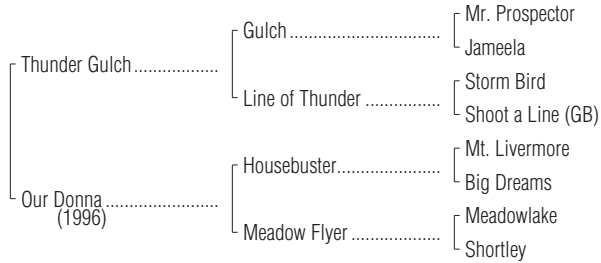 Mr. Prospector
Gulch
Jameela
Thunder Gulch
Storm Bird
Line of Thunder
Shoot a Line (GB)
Mt. Livermore
Housebuster
Big Dreams
Our Donna
(1996)
Meadowlake
Meadow Flyer
Shortley